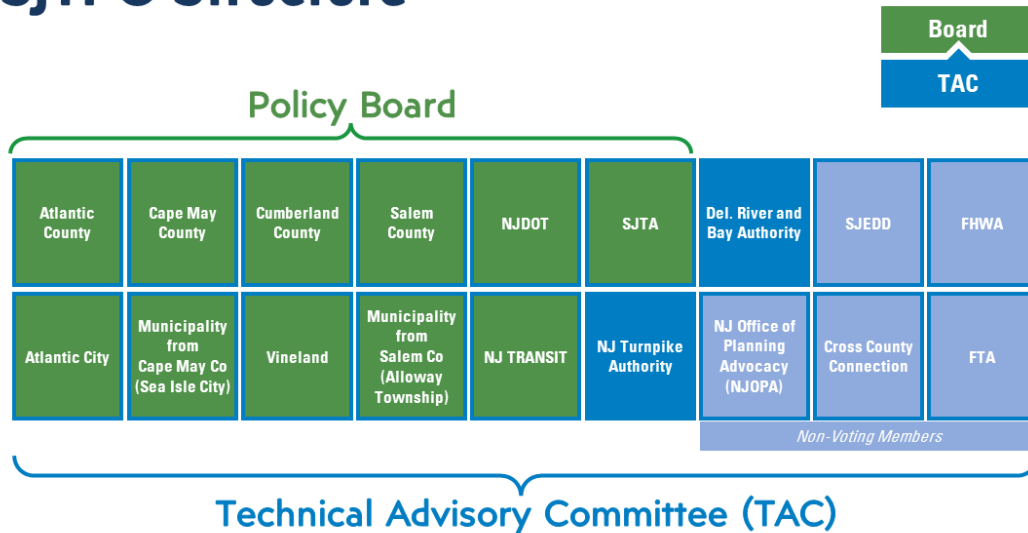 SJTPO Structure
Board
TAC
Policy Board
Atlantic
County
Cape May
County
Cumberland
County
Salem
County
NJDOT
SJTA
Del. River and
Bay Authority
SJEDD
FHWA
Atlantic City
Municipality
from
Cape May Co
(Sea Isle City)
Vineland
Municipality
from
Salem Co
(Alloway
Township)
NJ TRANSIT
NJ Turnpike
Authority
NJ Office of
Planning
Advocacy
(NJOPA)
Cross County
Connection
FTA
Non-Voting Members
Technical Advisory Committee (TAC)